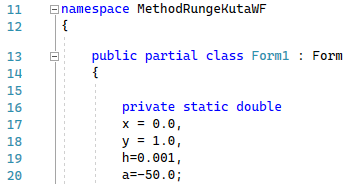 11 namespace MethodRungeKutaWF
12 {
13 public partial class Form1 : Form
14 {
15
16 private static double
17 x = 0.0,
18 y = 1.0,
19 h=0.001,
20 a=-50.0;